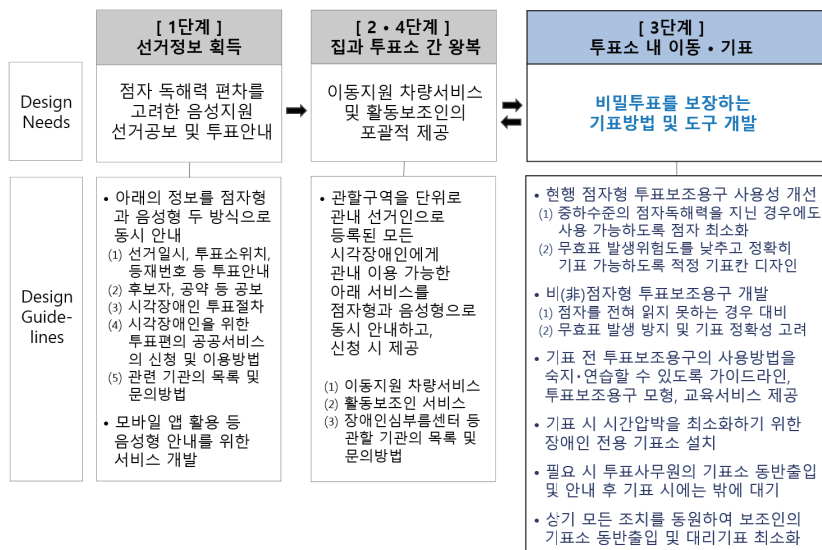 [ 1단계 ]
선거정보 획득
[ 2 • 4단계 ]
집과 투표소 간 왕복
[ 3단계 ]
투표소 내 이동 • 기표
Design
Needs
점자 독해력 편차를
고려한 음성지원
선거공보 및 투표안내
이동지원 차량서비스
및 활동보조인의
포괄적 제공
비밀투표를 보장하는
기표방법 및 도구 개발
Design
Guide-
lines
• 아래의 정보를 점자형
과 음성형 두 방식으로
동시 안내
(1) 선거일시, 투표소위치,
등재번호 등 투표안내
(2) 후보자, 공약 등 공보
(3) 시각장애인 투표절차
(4) 시각장애인을 위한
투표편의 공공서비스
의 신청 및 이용방법
(5) 관련 기관의 목록 및
문의방법
• 모바일 앱 활용 등
음성형 안내를 위한
서비스 개발
• 관할구역을 단위로
관내 선거인으로
등록된 모든
시각장애인에게
관내 이용 가능한
아래 서비스를
점자형과 음성형으로
동시 안내하고,
신청 시 제공
(1) 이동지원 차량서비스
(2) 활동보조인 서비스
(3) 장애인심부름센터 등
관할 기관의 목록 및
문의방법
• 현행 점자형 투표보조용구 사용성 개선
(1) 중하수준의 점자독해력을 지닌 경우에도
사용 가능하도록 점자 최소화
(2) 무효표 발생위험도를 낮추고 정확히
기표 가능하도록 적정 기표칸 디자인
• 비(非)점자형 투표보조용구 개발
(1) 점자를 전혀 읽지 못하는 경우 대비
(2) 무효표 발생 방지 및 기표 정확성 고려
• 기표 전 투표보조용구의 사용방법을
숙지·연습할 수 있도록 가이드라인,
투표보조용구 모형, 교육서비스 제공
• 기표 시 시간압박을 최소화하기 위한
장애인 전용 기표소 설치
• 필요 시 투표사무원의 기표소 동반출입
및 안내 후 기표 시에는 밖에 대기
• 상기 모든 조치를 동원하여 보조인의
기표소 동반출입 및 대리기표 최소화